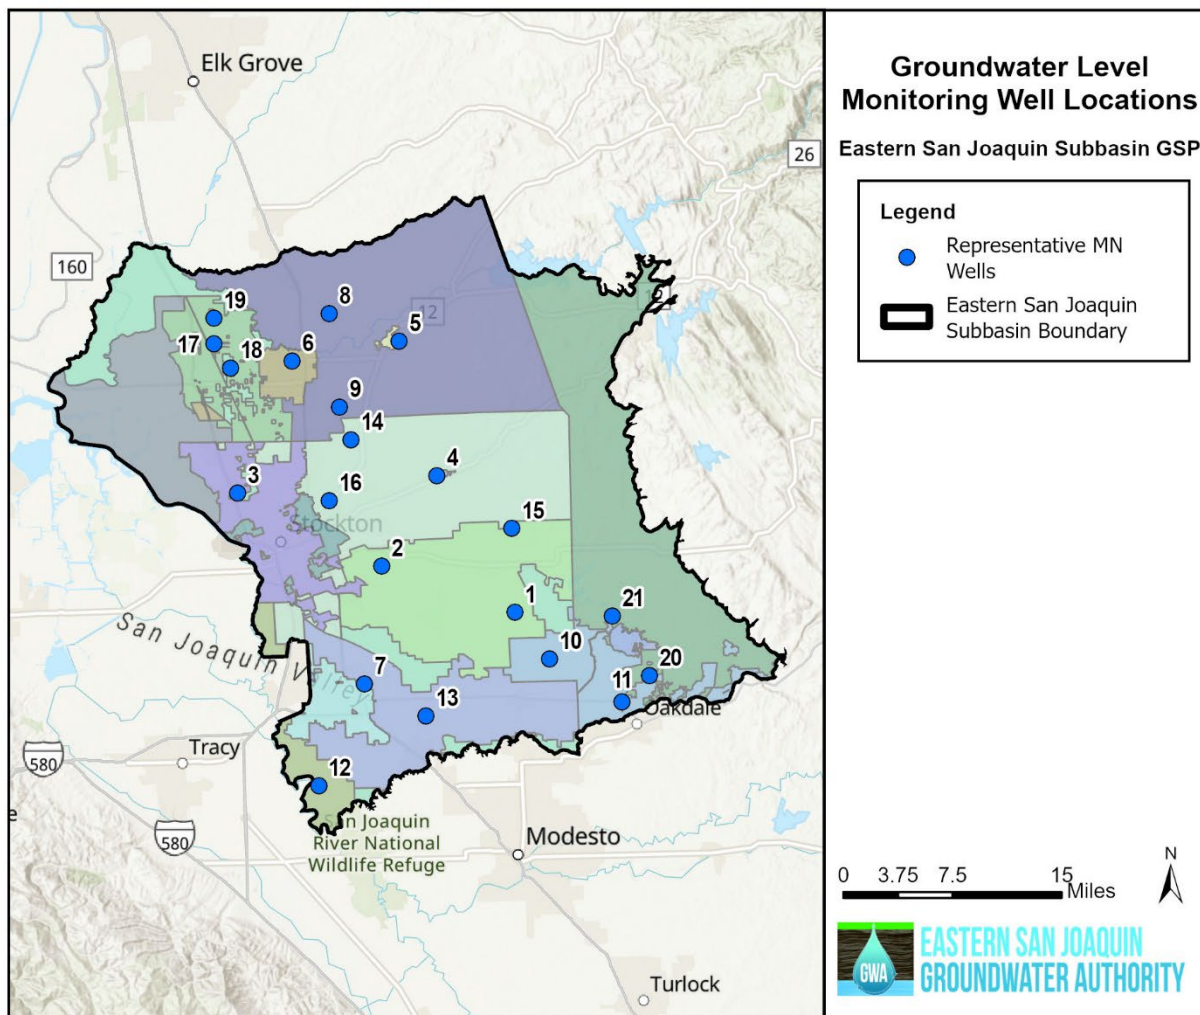 Elk Grove
160
26
12
12
19
8
17
18
6
5
9
14
3
16
4
Stockton
15
2
1
21
10
20
San Joaquin Valley
7
11
13
Oakdale
Tracy
580
12
San Joaquin
River National
Wildlife Refuge
580
Modesto
e
Turlock
Groundwater Level
Monitoring Well Locations
Eastern San Joaquin Subbasin GSP
Legend
Representative MN
Wells
Eastern San Joaquin
Subbasin Boundary
N
0 3.75 7.5 15
Miles
GWA
EASTERN SAN JOAQUIN
GROUNDWATER AUTHORITY